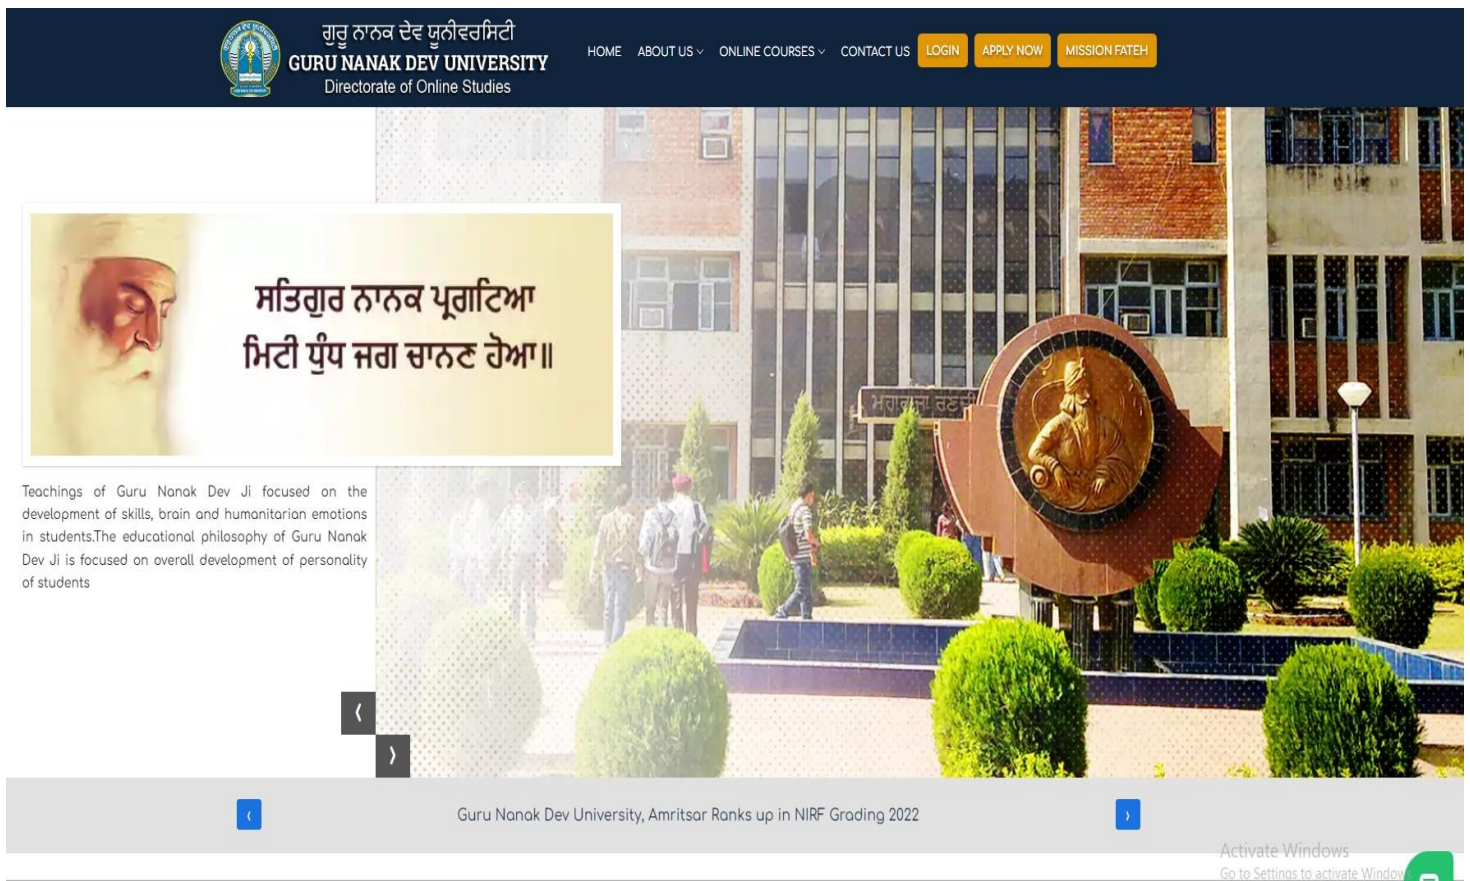 ਗੁਰੂ ਨਾਨਕ ਦੇਵ ਯੂਨੀਵਰਸਿਟੀ
GURU NANAK DEV UNIVERSITY
Directorate of Online Studies
HOME ABOUT US ONLINE COURSES CONTACT US LOGIN APPLY NOW MISSION FATEH
ਸਤਿਗੁਰ ਨਾਨਕ ਪ੍ਰਗਟਿਆ
ਮਿਟੀ ਧੁੰਧ ਜਗ ਚਾਨਣ ਹੋਆ॥
ਮਹਾਰਾਜਾ
Teachings of Guru Nanak Dev Ji focused on the
development of skills, brain and humanitarian emotions
in students.The educational philosophy of Guru Nanak
Dev Ji is focused on overall development of personality
of students
Guru Nanak Dev University, Amritsar Ranks up in NIRF Grading 2022
Activate Windows
Go to Settings to activate Window